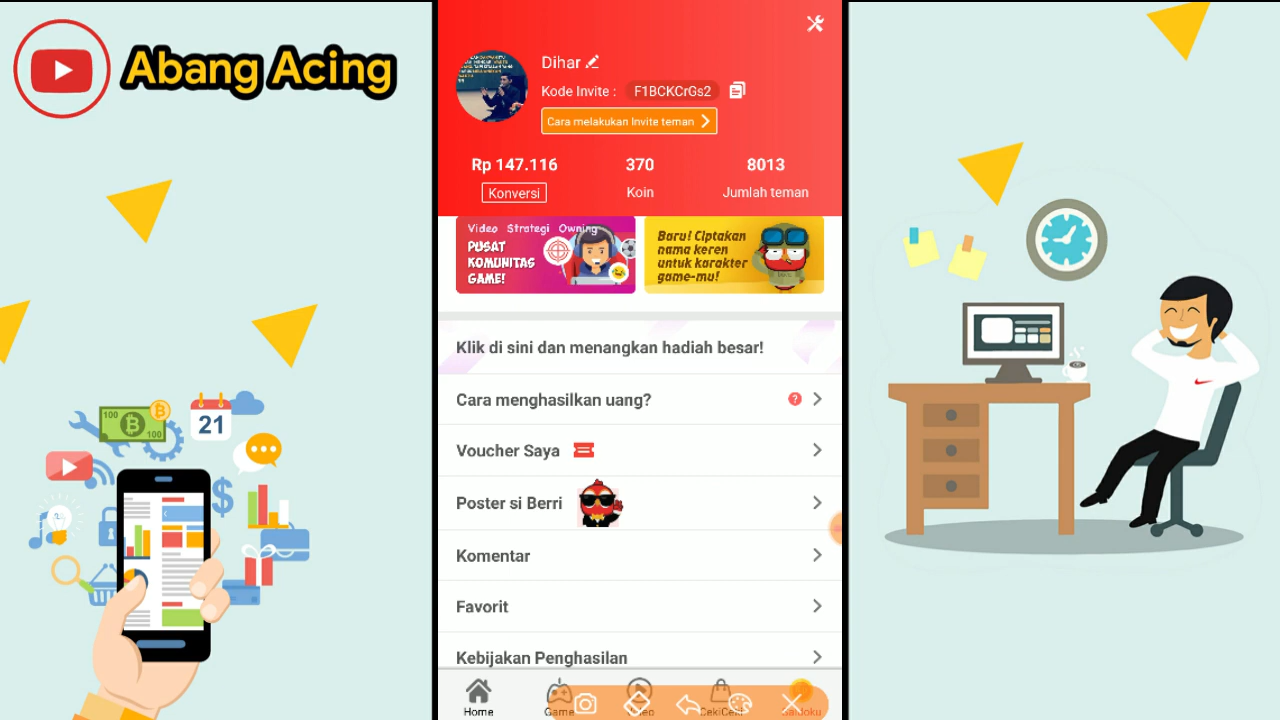 Abang Acing
Dihar
Kode Invite : F1BCKCrGs2
Cara melakukan Invite teman
Rp 147.116 370 8013
Konversi Koin Jumlah teman
Video Strategi Owning
PUSAT
KOMUNITAS
GAME!
Baru! Ciptakan
nama keren
untuk karakter
game-mu!
Klik di sini dan menangkan hadiah besar!
Cara menghasilkan uang? ?
Voucher Saya
Poster si Berri
Komentar
Favorit
Kebijakan Penghasilan
Home Game Video
100
100
21
$